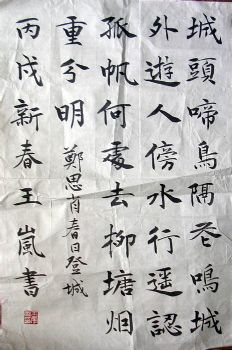 城頭啼鳥隔花鳴城
外遊人傍水行遥認
孤帆何處去柳塘烟
重兮明 鄭思肖春日登城
丙戌新春王嵐書